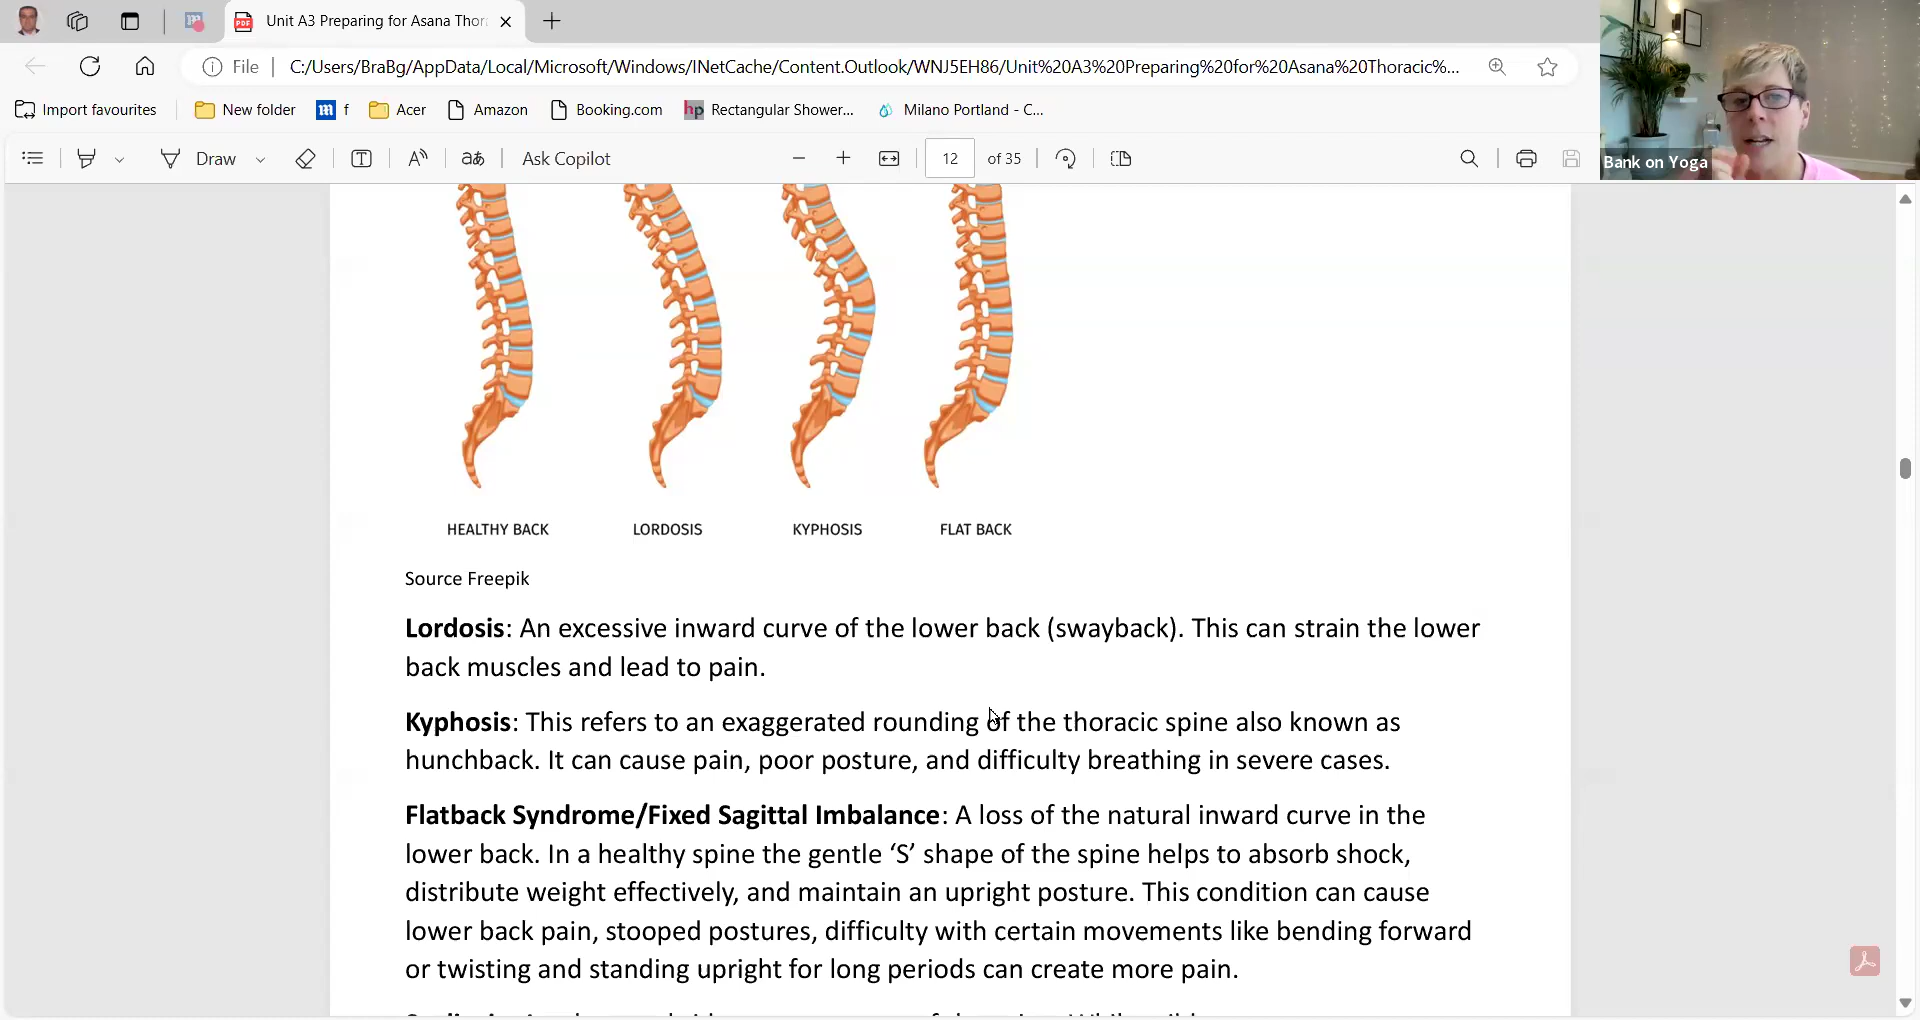 Unit A3 Preparing for Asana Thor
File
C:/Users/BraBg/AppData/Local/Microsoft/Windows/INetCache/Content.Outlook/WNJ5EH86/Unit%20A3%20Preparing%20for%20Asana%20Thoracic%...
Import favourites
New folder
m f
Acer
Amazon
Booking.com
hp Rectangular Shower...
Milano Portland - C...
Draw
Ask Copilot
12 of 35
Bank on Yoga
HEALTHY BACK
LORDOSIS
KYPHOSIS
FLAT BACK
Source Freepik
Lordosis: An excessive inward curve of the lower back (swayback). This can strain the lower
back muscles and lead to pain.
Kyphosis: This refers to an exaggerated rounding of the thoracic spine also known as
hunchback. It can cause pain, poor posture, and difficulty breathing in severe cases.
Flatback Syndrome/Fixed Sagittal Imbalance: A loss of the natural inward curve in the
lower back. In a healthy spine the gentle ‘S’ shape of the spine helps to absorb shock,
distribute weight effectively, and maintain an upright posture. This condition can cause
lower back pain, stooped postures, difficulty with certain movements like bending forward
or twisting and standing upright for long periods can create more pain.